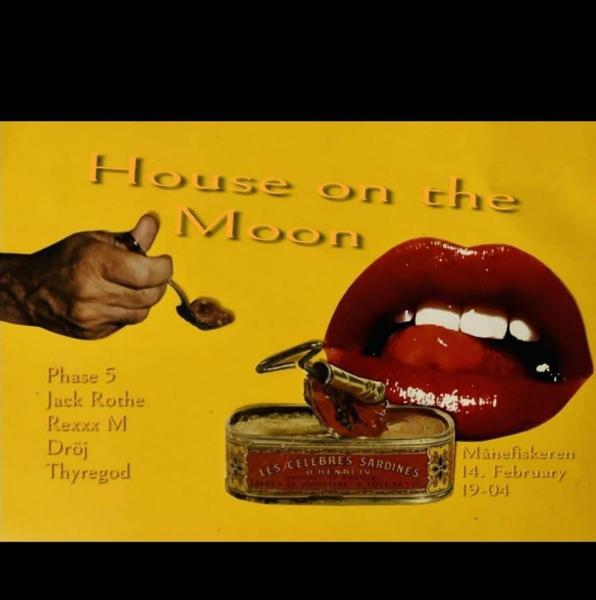 House on the
Moon
Phase 5
Jack Rothe
Rexxx M
Dröj
Thyregod
LES CELEBRES SARDINES
Månefiskeren
14. February
19-04